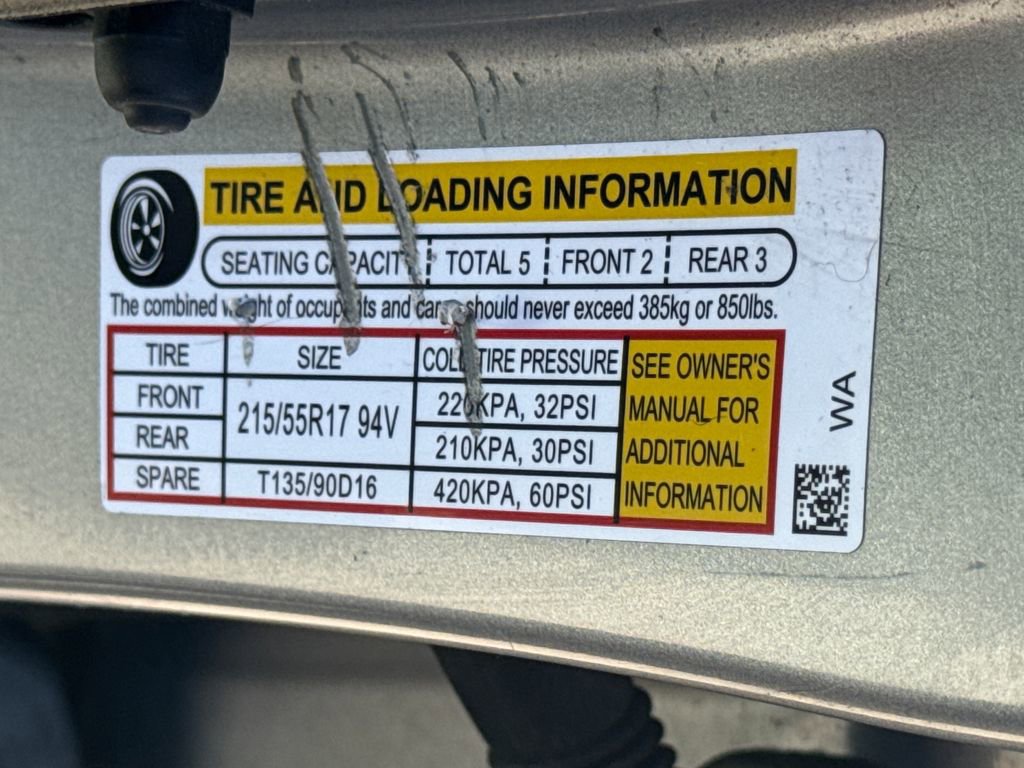 TIRE AND LOADING INFORMATION
SEATING CAPACITY TOTAL 5 FRONT 2 REAR 3
The combined weight of occupants and cargo should never exceed 385kg or 850lbs.
TIRE SIZE COLD TIRE PRESSURE
FRONT 215/55R17 94V 220KPA, 32PSI
REAR 210KPA, 30PSI
SPARE T135/90D16 420KPA, 60PSI
SEE OWNER'S
MANUAL FOR
ADDITIONAL
INFORMATION
WA